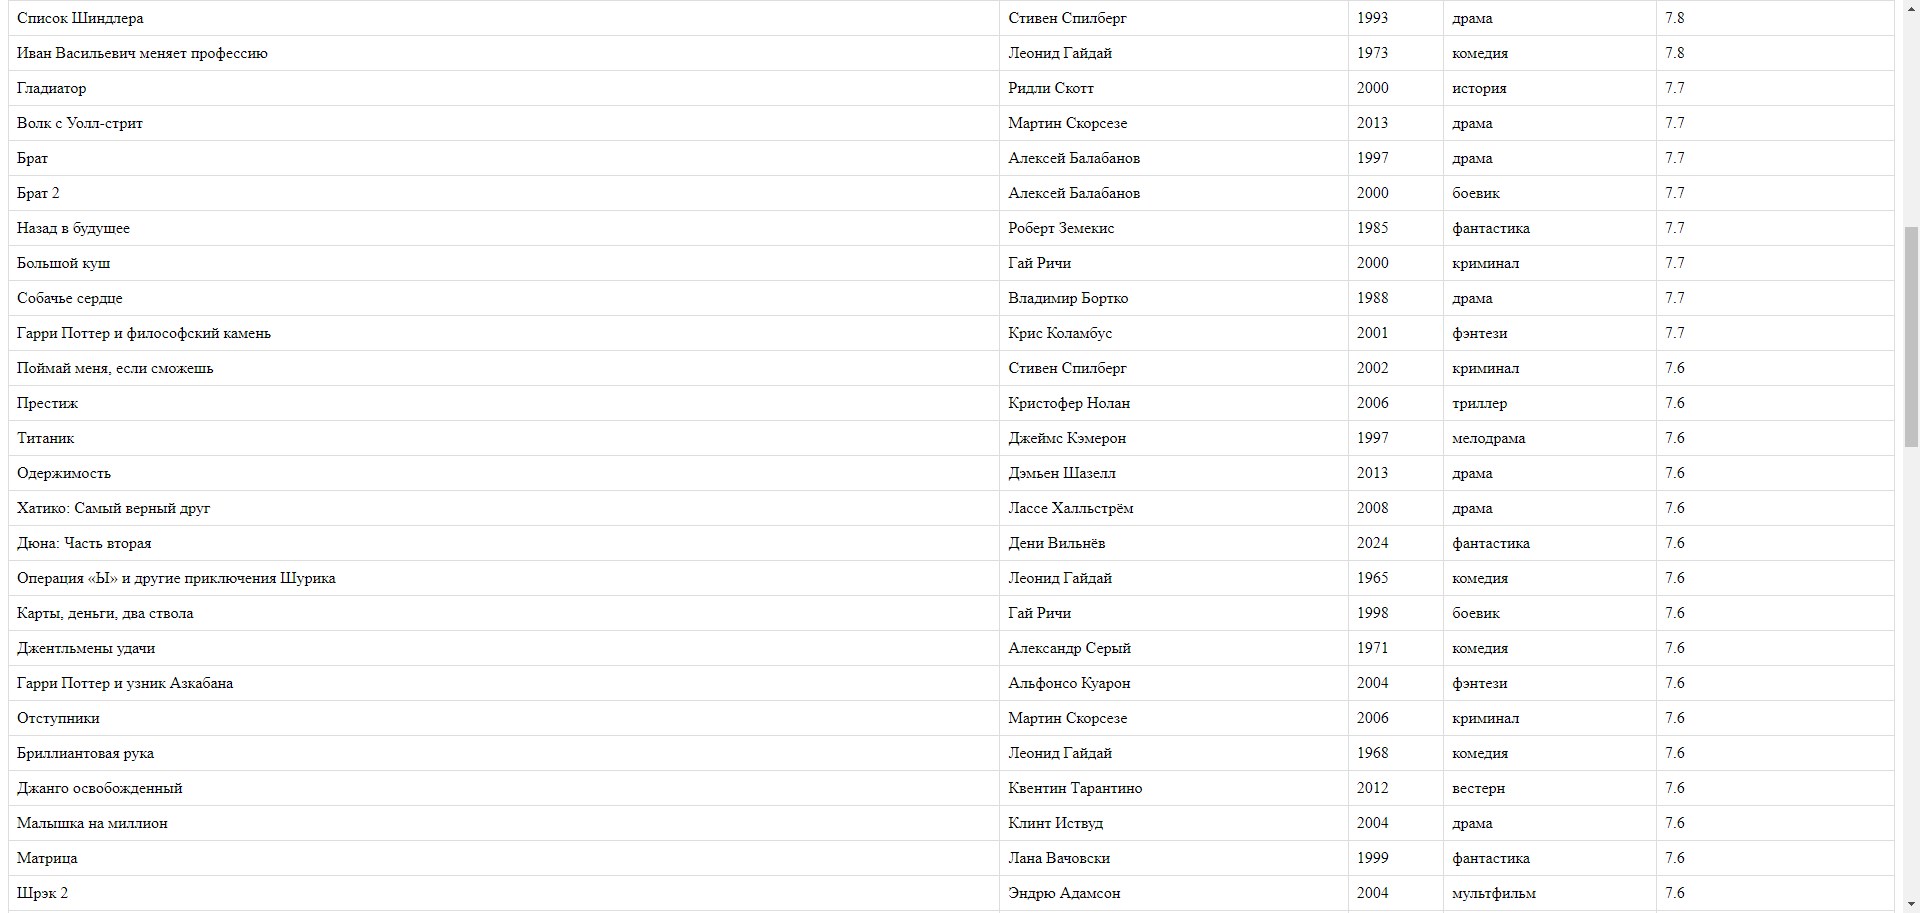 Список Шиндлера Стивен Спилберг 1993 драма 7.8
Иван Васильевич меняет профессию Леонид Гайдай 1973 комедия 7.8
Гладиатор Ридли Скотт 2000 история 7.7
Волк с Уолл-стрит Мартин Скорсезе 2013 драма 7.7
Брат Алексей Балабанов 1997 драма 7.7
Брат 2 Алексей Балабанов 2000 боевик 7.7
Назад в будущее Роберт Земекис 1985 фантастика 7.7
Большой куш Гай Ричи 2000 криминал 7.7
Собачье сердце Владимир Бортко 1988 драма 7.7
Гарри Поттер и философский камень Крис Коламбус 2001 фэнтези 7.7
Поймай меня, если сможешь Стивен Спилберг 2002 криминал 7.6
Престиж Кристофер Нолан 2006 триллер 7.6
Титаник Джеймс Кэмерон 1997 мелодрама 7.6
Одержимость Дэмьен Шазелл 2013 драма 7.6
Хатико: Самый верный друг Лассе Халльстрём 2008 драма 7.6
Дюна: Часть вторая Дени Вильнёв 2024 фантастика 7.6
Операция «Ы» и другие приключения Шурика Леонид Гайдай 1965 комедия 7.6
Карты, деньги, два ствола Гай Ричи 1998 боевик 7.6
Джентльмены удачи Александр Серый 1971 комедия 7.6
Гарри Поттер и узник Азкабана Альфонсо Куарон 2004 фэнтези 7.6
Отступники Мартин Скорсезе 2006 криминал 7.6
Бриллиантовая рука Леонид Гайдай 1968 комедия 7.6
Джанго освобожденный Квентин Тарантино 2012 вестерн 7.6
Малышка на миллион Клинт Иствуд 2004 драма 7.6
Матрица Лана Вачовски 1999 фантастика 7.6
Шрэк 2 Эндрю Адамсон 2004 мультфильм 7.6